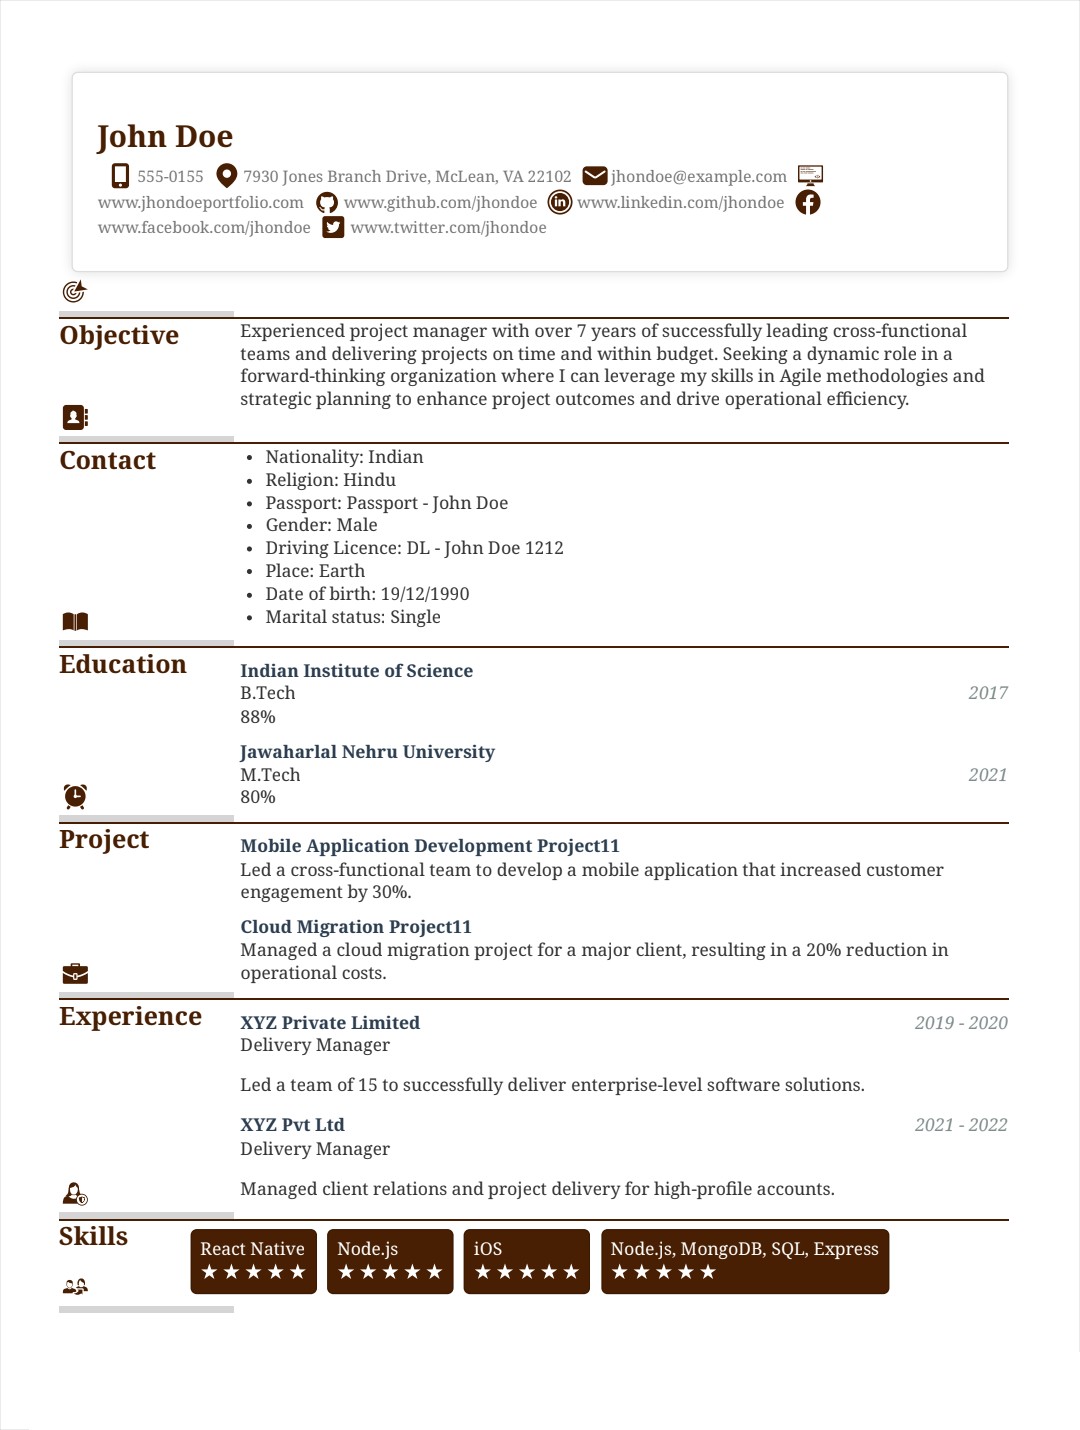 John Doe
555-0155 7930 Jones Branch Drive, McLean, VA 22102 jhondoe@example.com
www.jhondoeportfolio.com www.github.com/jhondoe www.linkedin.com/jhondoe
www.facebook.com/jhondoe www.twitter.com/jhondoe
Objective
Experienced project manager with over 7 years of successfully leading cross-functional
teams and delivering projects on time and within budget. Seeking a dynamic role in a
forward-thinking organization where I can leverage my skills in Agile methodologies and
strategic planning to enhance project outcomes and drive operational efficiency.
Contact
• Nationality: Indian
• Religion: Hindu
• Passport: Passport - John Doe
• Gender: Male
• Driving Licence: DL - John Doe 1212
• Place: Earth
• Date of birth: 19/12/1990
• Marital status: Single
Education
Indian Institute of Science
B.Tech 2017
88%
Jawaharlal Nehru University
M.Tech 2021
80%
Project
Mobile Application Development Project11
Led a cross-functional team to develop a mobile application that increased customer
engagement by 30%.
Cloud Migration Project11
Managed a cloud migration project for a major client, resulting in a 20% reduction in
operational costs.
Experience
XYZ Private Limited 2019 - 2020
Delivery Manager
Led a team of 15 to successfully deliver enterprise-level software solutions.
XYZ Pvt Ltd 2021 - 2022
Delivery Manager
Managed client relations and project delivery for high-profile accounts.
Skills
React Native Node.js iOS Node.js, MongoDB, SQL, Express
★★★★★ ★★★★★ ★★★★★ ★★★★★